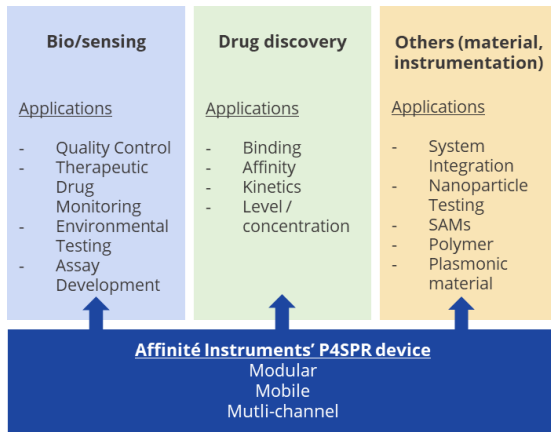 Bio/sensing
Applications
- Quality Control
- Therapeutic
Drug
Monitoring
- Environmental
Testing
- Assay
Development
Drug discovery
Applications
- Binding
- Affinity
- Kinetics
- Level /
concentration
Others (material,
instrumentation)
Applications
- System
Integration
- Nanoparticle
Testing
- SAMs
- Polymer
- Plasmonic
material
Affinité Instruments’ P4SPR device
Modular
Mobile
Mutli-channel